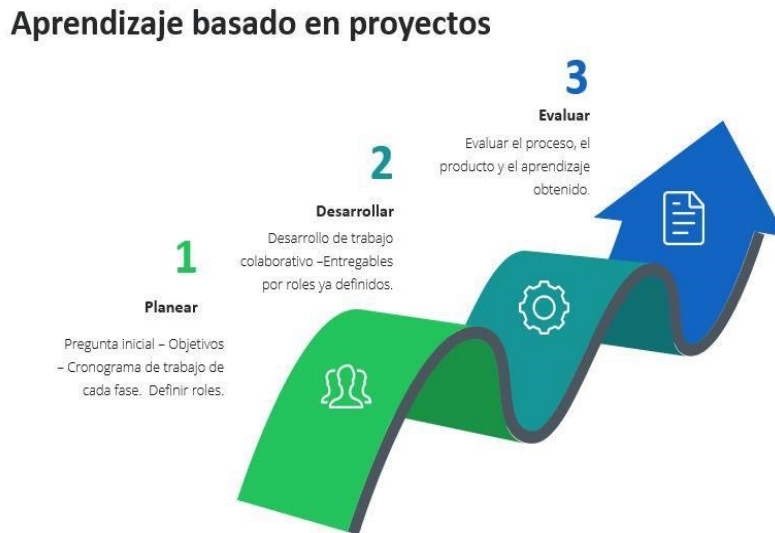 Aprendizaje basado en proyectos
1
Planear
Pregunta inicial – Objetivos
– Cronograma de trabajo de
cada fase. Definir roles.
2
Desarrollar
Desarrollo de trabajo
colaborativo –Entregables
por roles ya definidos.
3
Evaluar
Evaluar el proceso, el
producto y el aprendizaje
obtenido.